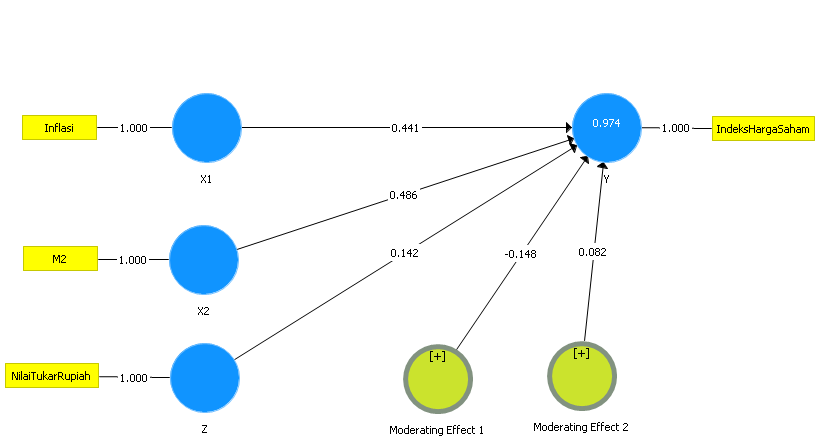 Inflasi
1.000
X1
0.441
0.974
Y
1.000
IndeksHargaSaham
M2
1.000
X2
0.486
NilaiTukarRupiah
1.000
Z
0.142
[+]
Moderating Effect 1
-0.148
[+]
Moderating Effect 2
0.082